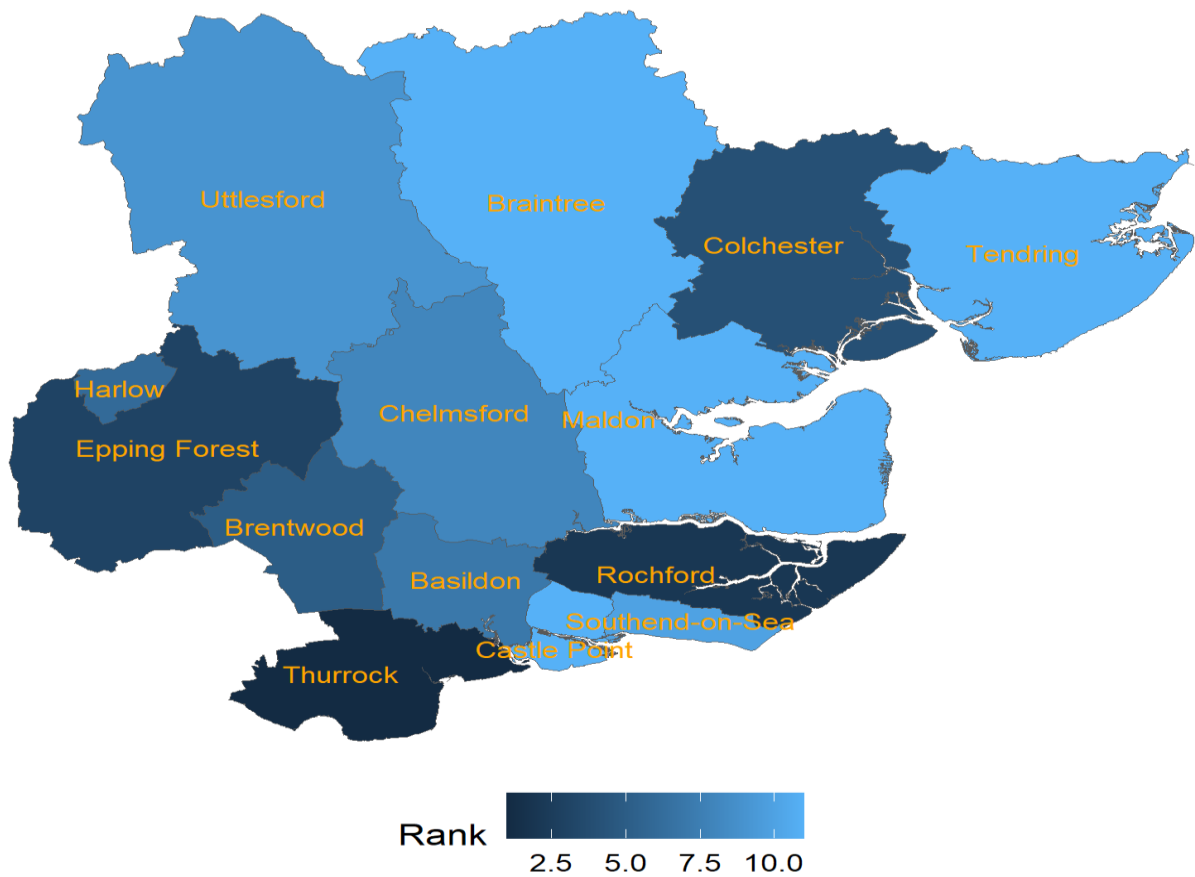 Uttlesford
Braintree
Colchester
Tendring
Harlow
Chelmsford
Maldon
Epping Forest
Brentwood
Basildon
Rochford
Southend-on-Sea
Castle Point
Thurrock
Rank
2.5 5.0 7.5 10.0